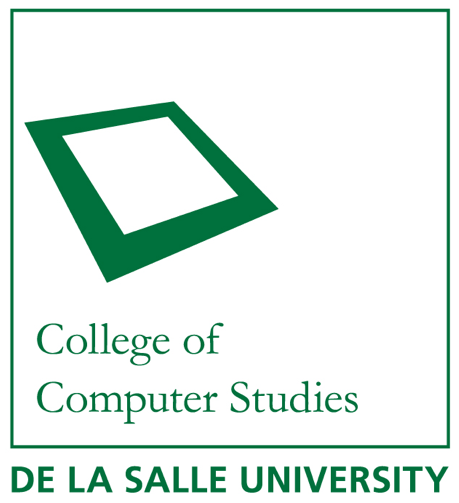 College of
Computer Studies
DE LA SALLE UNIVERSITY